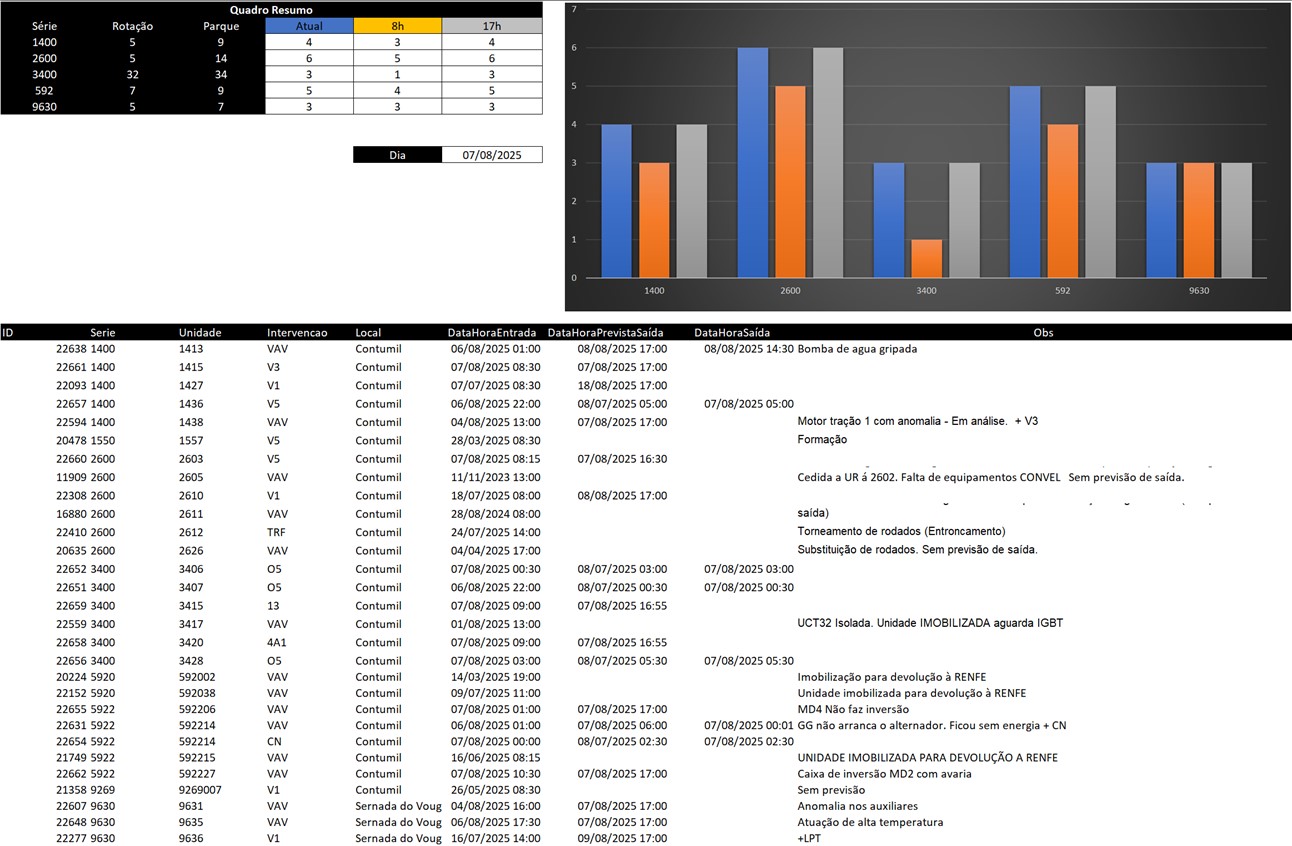 Quadro Resumo
Série Rotação Parque Atual 8h 17h
1400 5 9 4 3 4
2600 5 14 6 5 6
3400 32 34 3 1 3
592 7 9 5 4 5
9630 5 7 3 3 3
Dia 07/08/2025
7
6
5
4
3
2
1
0
1400 2600 3400 592 9630
ID Serie Unidade Intervencao Local DataHoraEntrada DataHoraPrevistaSaída DataHoraSaída Obs
22638 1400 1413 VAV Contumil 06/08/2025 01:00 08/08/2025 17:00 08/08/2025 14:30 Bomba de agua gripada
22661 1400 1415 V3 Contumil 07/08/2025 08:30 07/08/2025 17:00
22093 1400 1427 V1 Contumil 07/07/2025 08:30 18/08/2025 17:00
22657 1400 1436 V5 Contumil 06/08/2025 22:00 08/07/2025 05:00 07/08/2025 05:00
22594 1400 1438 VAV Contumil 04/08/2025 13:00 07/08/2025 17:00 Motor tração 1 com anomalia - Em análise. + V3
20478 1550 1557 V5 Contumil 28/03/2025 08:30 Formação
22660 2600 2603 V5 Contumil 07/08/2025 08:15 07/08/2025 16:30
11909 2600 2605 VAV Contumil 11/11/2023 13:00 Cedida a UR á 2602. Falta de equipamentos CONVEL Sem previsão de saída.
22308 2600 2610 V1 Contumil 18/07/2025 08:00 08/08/2025 17:00
16880 2600 2611 VAV Contumil 28/08/2024 08:00 saída)
22410 2600 2612 TRF Contumil 24/07/2025 14:00 Torneamento de rodados (Entroncamento)
20635 2600 2626 VAV Contumil 04/04/2025 17:00 Substituição de rodados. Sem previsão de saída.
22652 3400 3406 O5 Contumil 07/08/2025 00:30 08/07/2025 03:00 07/08/2025 03:00
22651 3400 3407 O5 Contumil 06/08/2025 22:00 08/07/2025 00:30 07/08/2025 00:30
22659 3400 3415 13 Contumil 07/08/2025 09:00 07/08/2025 16:55
22559 3400 3417 VAV Contumil 01/08/2025 13:00 UCT32 Isolada. Unidade IMOBILIZADA aguarda IGBT
22658 3400 3420 4A1 Contumil 07/08/2025 09:00 07/08/2025 16:55
22656 3400 3428 O5 Contumil 07/08/2025 03:00 08/07/2025 05:30 07/08/2025 05:30
20224 5920 592002 VAV Contumil 14/03/2025 19:00 Imobilização para devolução à RENFE
22152 5920 592038 VAV Contumil 09/07/2025 11:00 Unidade imobilizada para devolução à RENFE
22655 5922 592206 VAV Contumil 07/08/2025 01:00 07/08/2025 17:00 MD4 Não faz inversão
22631 5922 592214 VAV Contumil 06/08/2025 01:00 07/08/2025 06:00 07/08/2025 00:01 GG não arranca o alternador. Ficou sem energia + CN
22654 5922 592214 CN Contumil 07/08/2025 00:00 08/07/2025 02:30 07/08/2025 02:30
21749 5922 592215 VAV Contumil 16/06/2025 08:15 UNIDADE IMOBILIZADA PARA DEVOLUÇÃO A RENFE
22662 5922 592227 VAV Contumil 07/08/2025 10:30 07/08/2025 17:00 Caixa de inversão MD2 com avaria
21358 9269 9269007 V1 Contumil 26/05/2025 08:30 Sem previsão
22607 9630 9631 VAV Sernada do Voug 04/08/2025 16:00 07/08/2025 17:00 Anomalia nos auxiliares
22648 9630 9635 VAV Sernada do Voug 06/08/2025 17:30 07/08/2025 17:00 Atuação de alta temperatura
22277 9630 9636 V1 Sernada do Voug 16/07/2025 14:00 09/08/2025 17:00 +LPT